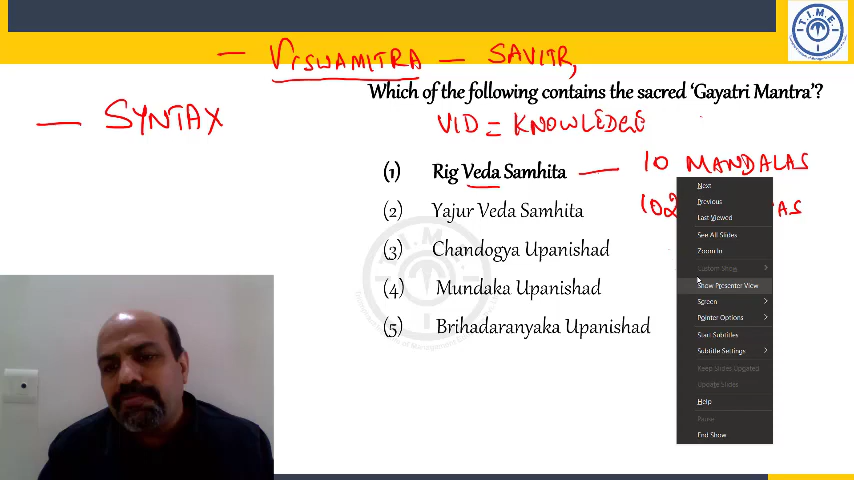 T.I.M.E.
— VISWAMITRA — SAVITR,
Which of the following contains the sacred 'Gayatri Mantra'?
— SYNTAX
VID = KNOWLEDGE
(1) Rig Veda Samhita — 10 MANDALAS
(2) Yajur Veda Samhita
(3) Chandogya Upanishad
(4) Mundaka Upanishad
(5) Brihadaranyaka Upanishad
Next
Previous
Last Viewed
See All Slides
Zoom In
Custom Show
Show Presenter View
Screen
Pointer Options
Start Subtitles
Subtitle Settings
Keep Slides Updated
Update Slides
Help
Pause
End Show